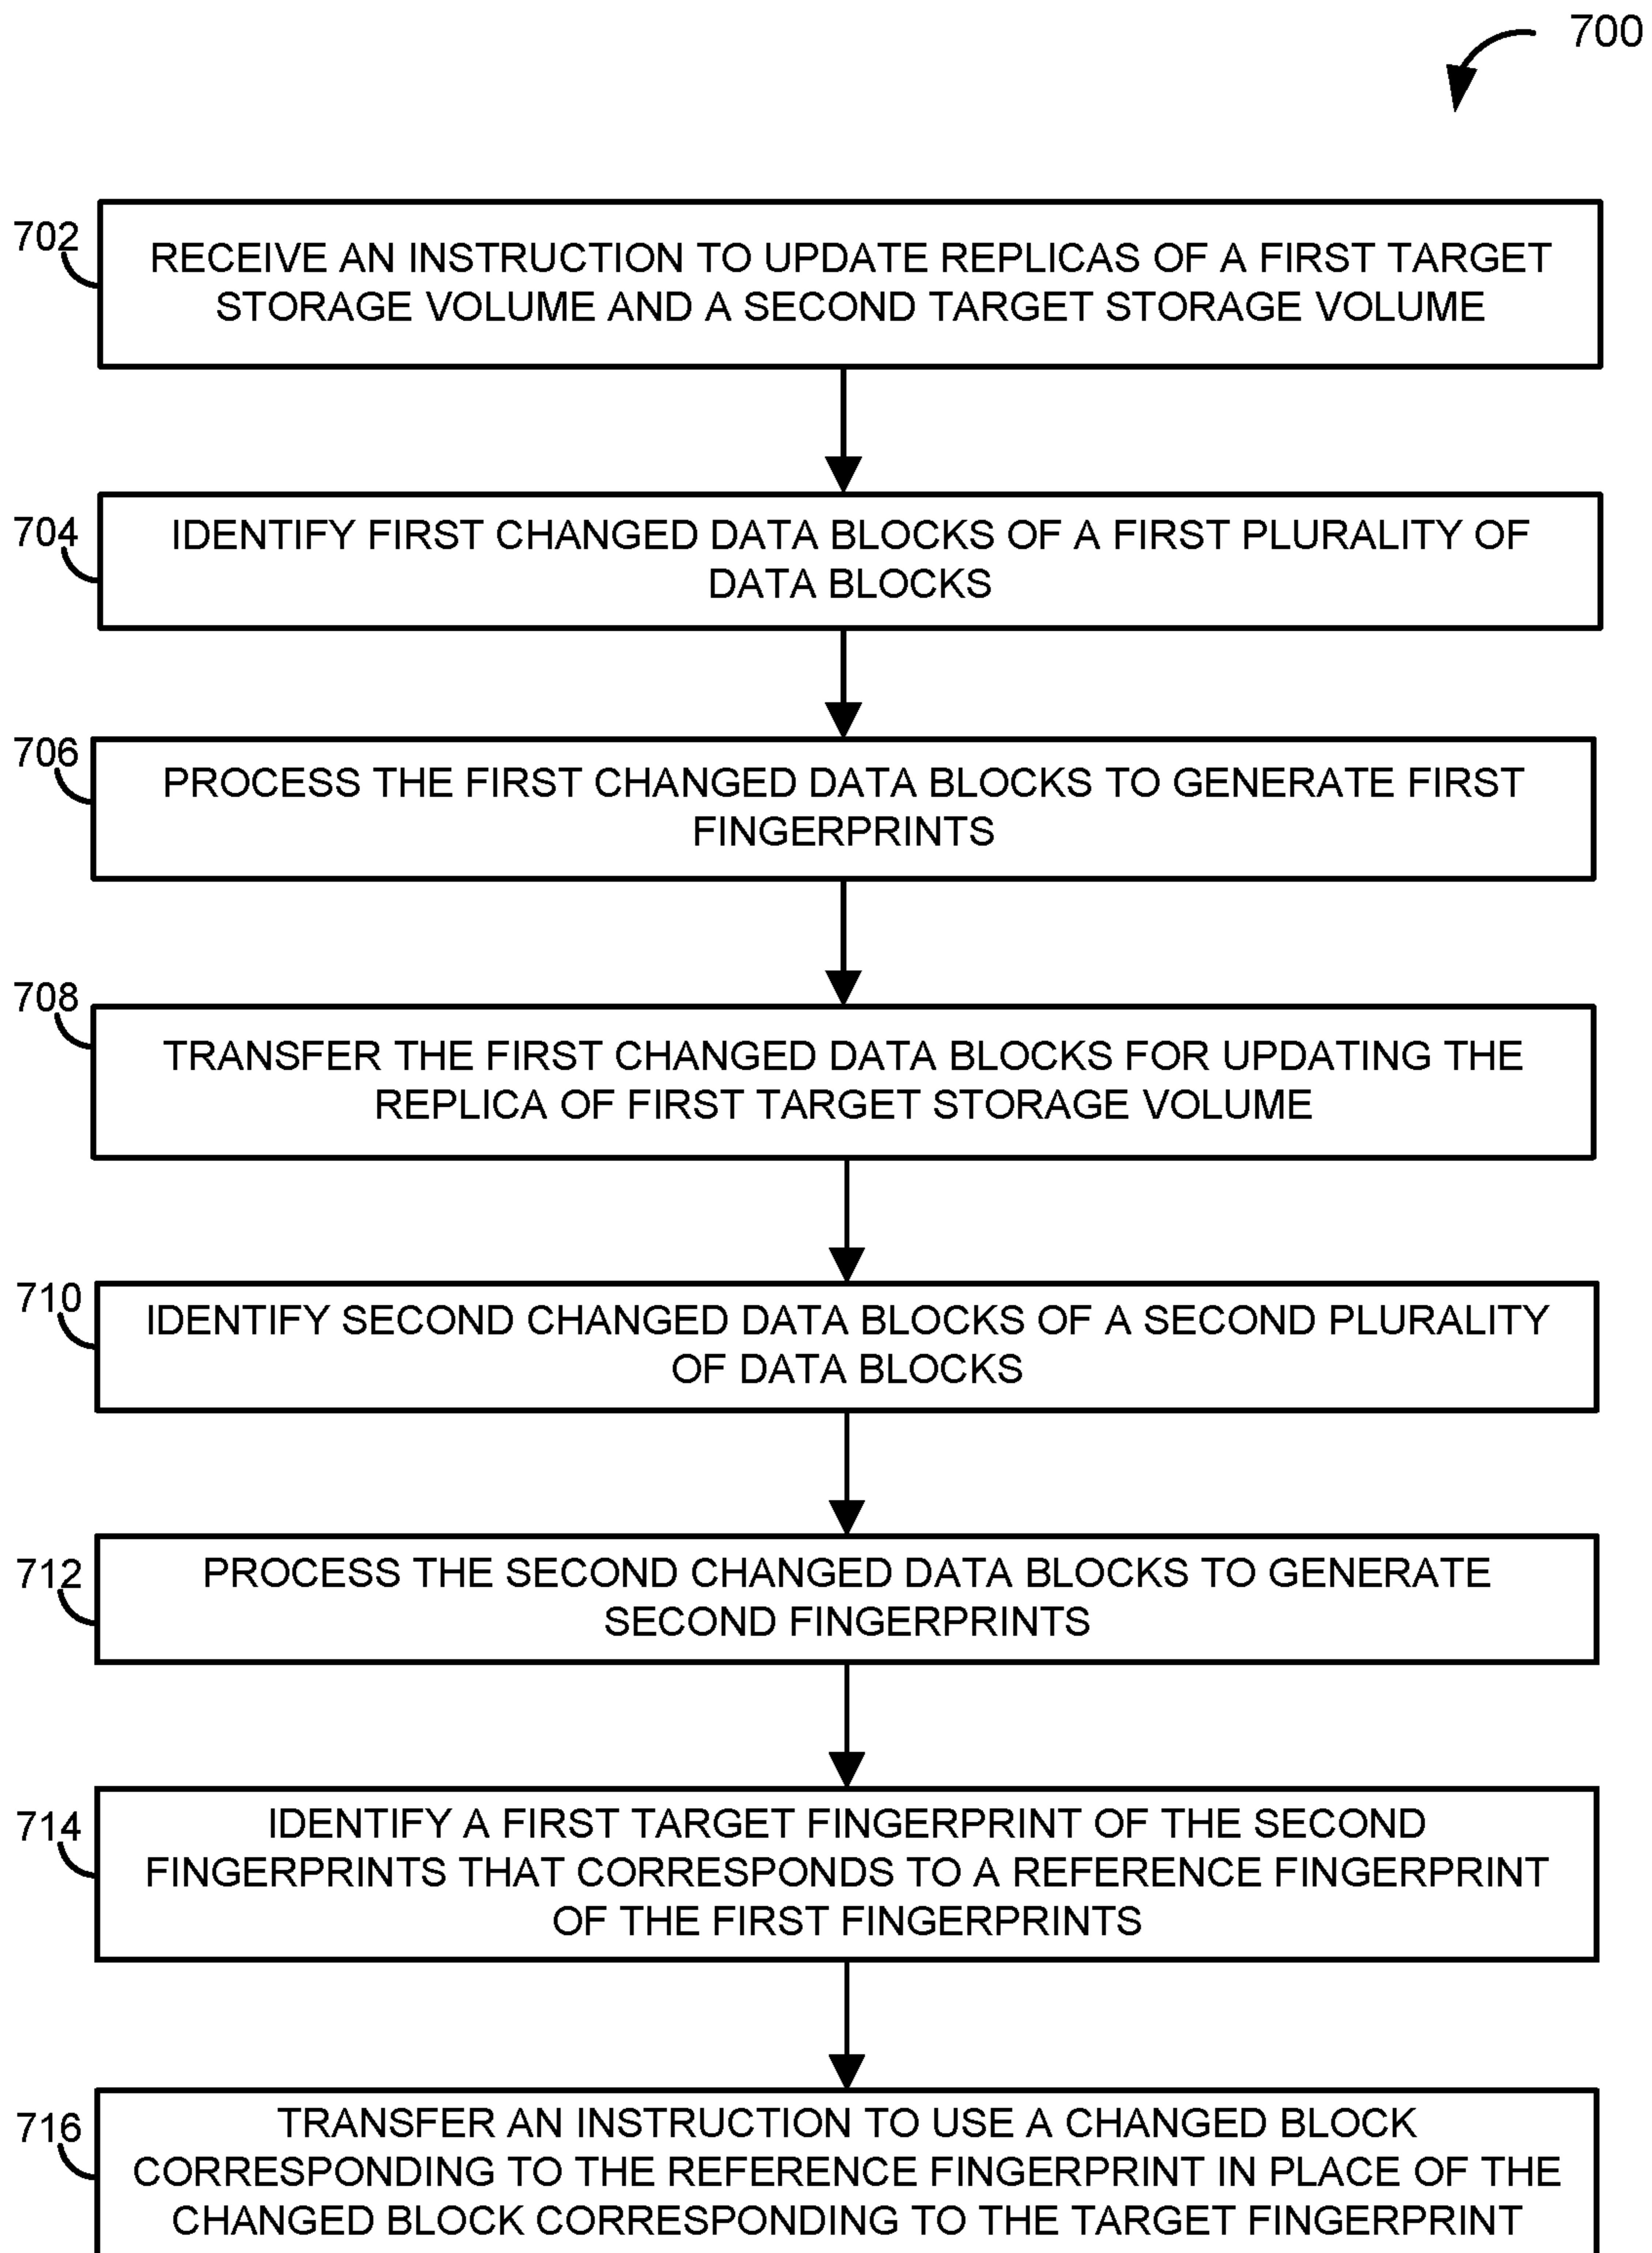 700
702
RECEIVE AN INSTRUCTION TO UPDATE REPLICAS OF A FIRST TARGET
STORAGE VOLUME AND A SECOND TARGET STORAGE VOLUME
704
IDENTIFY FIRST CHANGED DATA BLOCKS OF A FIRST PLURALITY OF
DATA BLOCKS
706
PROCESS THE FIRST CHANGED DATA BLOCKS TO GENERATE FIRST
FINGERPRINTS
708
TRANSFER THE FIRST CHANGED DATA BLOCKS FOR UPDATING THE
REPLICA OF FIRST TARGET STORAGE VOLUME
710
IDENTIFY SECOND CHANGED DATA BLOCKS OF A SECOND PLURALITY
OF DATA BLOCKS
712
PROCESS THE SECOND CHANGED DATA BLOCKS TO GENERATE
SECOND FINGERPRINTS
714
IDENTIFY A FIRST TARGET FINGERPRINT OF THE SECOND
FINGERPRINTS THAT CORRESPONDS TO A REFERENCE FINGERPRINT
OF THE FIRST FINGERPRINTS
716
TRANSFER AN INSTRUCTION TO USE A CHANGED BLOCK
CORRESPONDING TO THE REFERENCE FINGERPRINT IN PLACE OF THE
CHANGED BLOCK CORRESPONDING TO THE TARGET FINGERPRINT